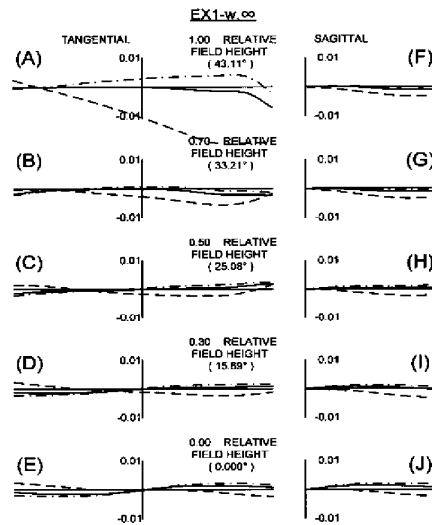 EX1-w.∞
TANGENTIAL 1.00 RELATIVE SAGITTAL
FIELD HEIGHT
(A) 0.01 ( 43.11° ) 0.01 (F)
-0.01 -0.01
0.70 RELATIVE
FIELD HEIGHT
(B) 0.01 ( 33.21° ) 0.01 (G)
-0.01 -0.01
0.50 RELATIVE
FIELD HEIGHT
(C) 0.01 ( 25.08° ) 0.01 (H)
-0.01 -0.01
0.30 RELATIVE
FIELD HEIGHT
(D) 0.01 ( 15.69° ) 0.01 (I)
-0.01 -0.01
0.00 RELATIVE
FIELD HEIGHT
(E) 0.01 ( 0.000° ) 0.01 (J)
-0.01 -0.01